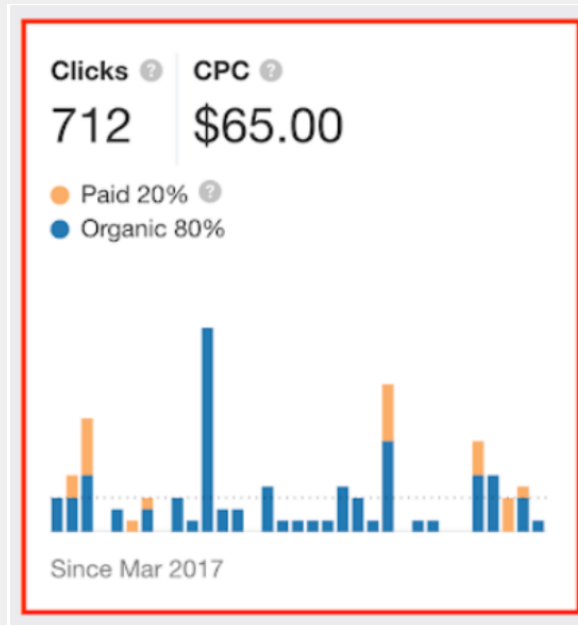 Clicks ? CPC ?
712 $65.00
Paid 20% ?
Organic 80%
Since Mar 2017